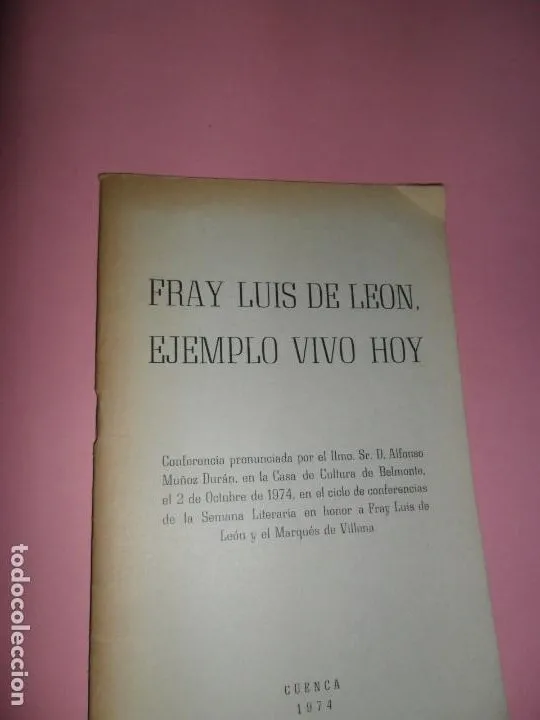 FRAY LUIS DE LEON,
EJEMPLO VIVO HOY
Conferencia pronunciada por el Ilmo. Sr. D. Alfonso
Múñoz Durán, en la Casa de Cultura de Belmonte,
el 2 de Octubre de 1974, en el ciclo de conferencias
de la Semana Literaria en honor a Fray Luis de
León y el Marqués de Villena
CUENCA
1974
todocoleccion